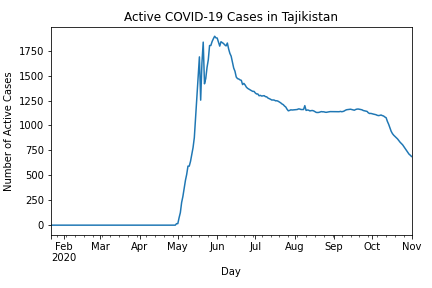 Active COVID-19 Cases in Tajikistan
Number of Active Cases
1750
1500
1250
1000
750
500
250
0
Feb Mar Apr May Jun Jul Aug Sep Oct Nov
2020
Day